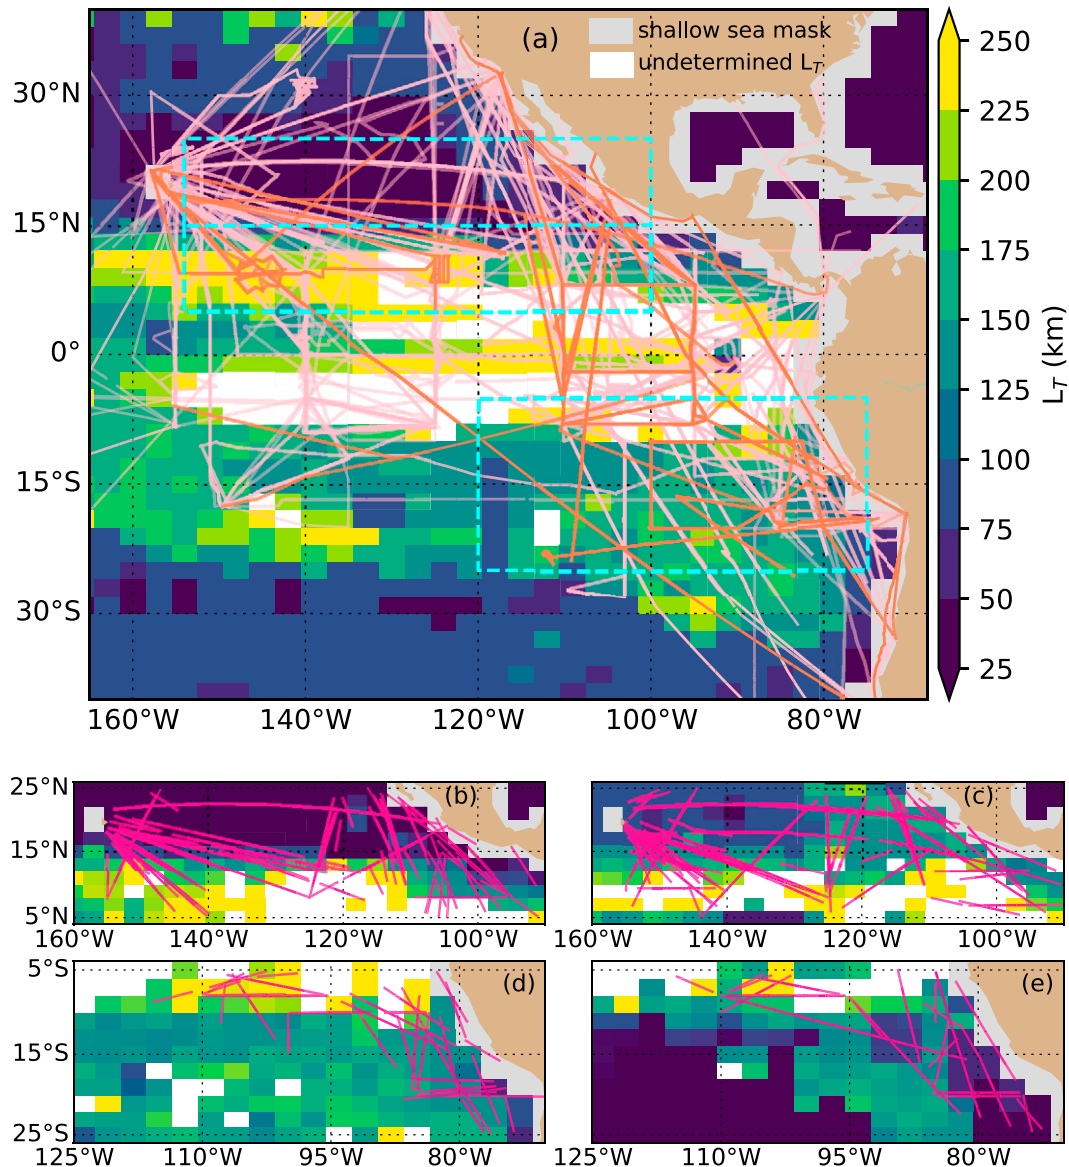 (a)
shallow sea mask
undetermined L_T
30°N
15°N
0°
15°S
30°S
160°W 140°W 120°W 100°W 80°W
250
225
200
175
150
125
100
75
50
25
L_T (km)
25°N
15°N
5°N
(b)
(c)
160°W 140°W 120°W 100°W
160°W 140°W 120°W 100°W
5°S
15°S
25°S
(d)
(e)
125°W 110°W 95°W 80°W
125°W 110°W 95°W 80°W